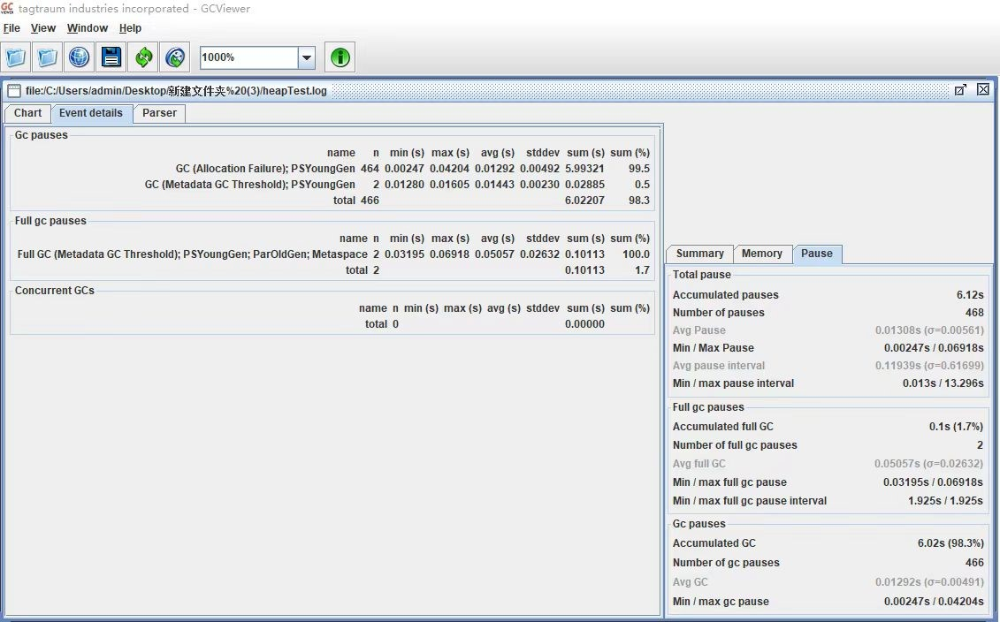 GC VIEWER tagtraum industries incorporated - GCViewer
File View Window Help
1000%
file:/C:/Users/admin/Desktop/新建文件夹%20(3)/heapTest.log
Chart Event details Parser
Gc pauses
name n min (s) max (s) avg (s) stddev sum (s) sum (%)
GC (Allocation Failure); PSYoungGen 464 0.00247 0.04204 0.01292 0.00492 5.99321 99.5
GC (Metadata GC Threshold); PSYoungGen 2 0.01280 0.01605 0.01443 0.00230 0.02885 0.5
total 466 6.02207 98.3
Full gc pauses
name n min (s) max (s) avg (s) stddev sum (s) sum (%)
Full GC (Metadata GC Threshold); PSYoungGen; ParOldGen; Metaspace 2 0.03195 0.06918 0.05057 0.02632 0.10113 100.0
total 2 0.10113 1.7
Concurrent GCs
name n min (s) max (s) avg (s) stddev sum (s) sum (%)
total 0 0.00000
Summary Memory Pause
Total pause
Accumulated pauses 6.12s
Number of pauses 468
Avg Pause 0.01308s (σ=0.00561)
Min / Max Pause 0.00247s / 0.06918s
Avg pause interval 0.11939s (σ=0.61699)
Min / max pause interval 0.013s / 13.296s
Full gc pauses
Accumulated full GC 0.1s (1.7%)
Number of full gc pauses 2
Avg full GC 0.05057s (σ=0.02632)
Min / max full gc pause 0.03195s / 0.06918s
Min / max full gc pause interval 1.925s / 1.925s
Gc pauses
Accumulated GC 6.02s (98.3%)
Number of gc pauses 466
Avg GC 0.01292s (σ=0.00491)
Min / max gc pause 0.00247s / 0.04204s